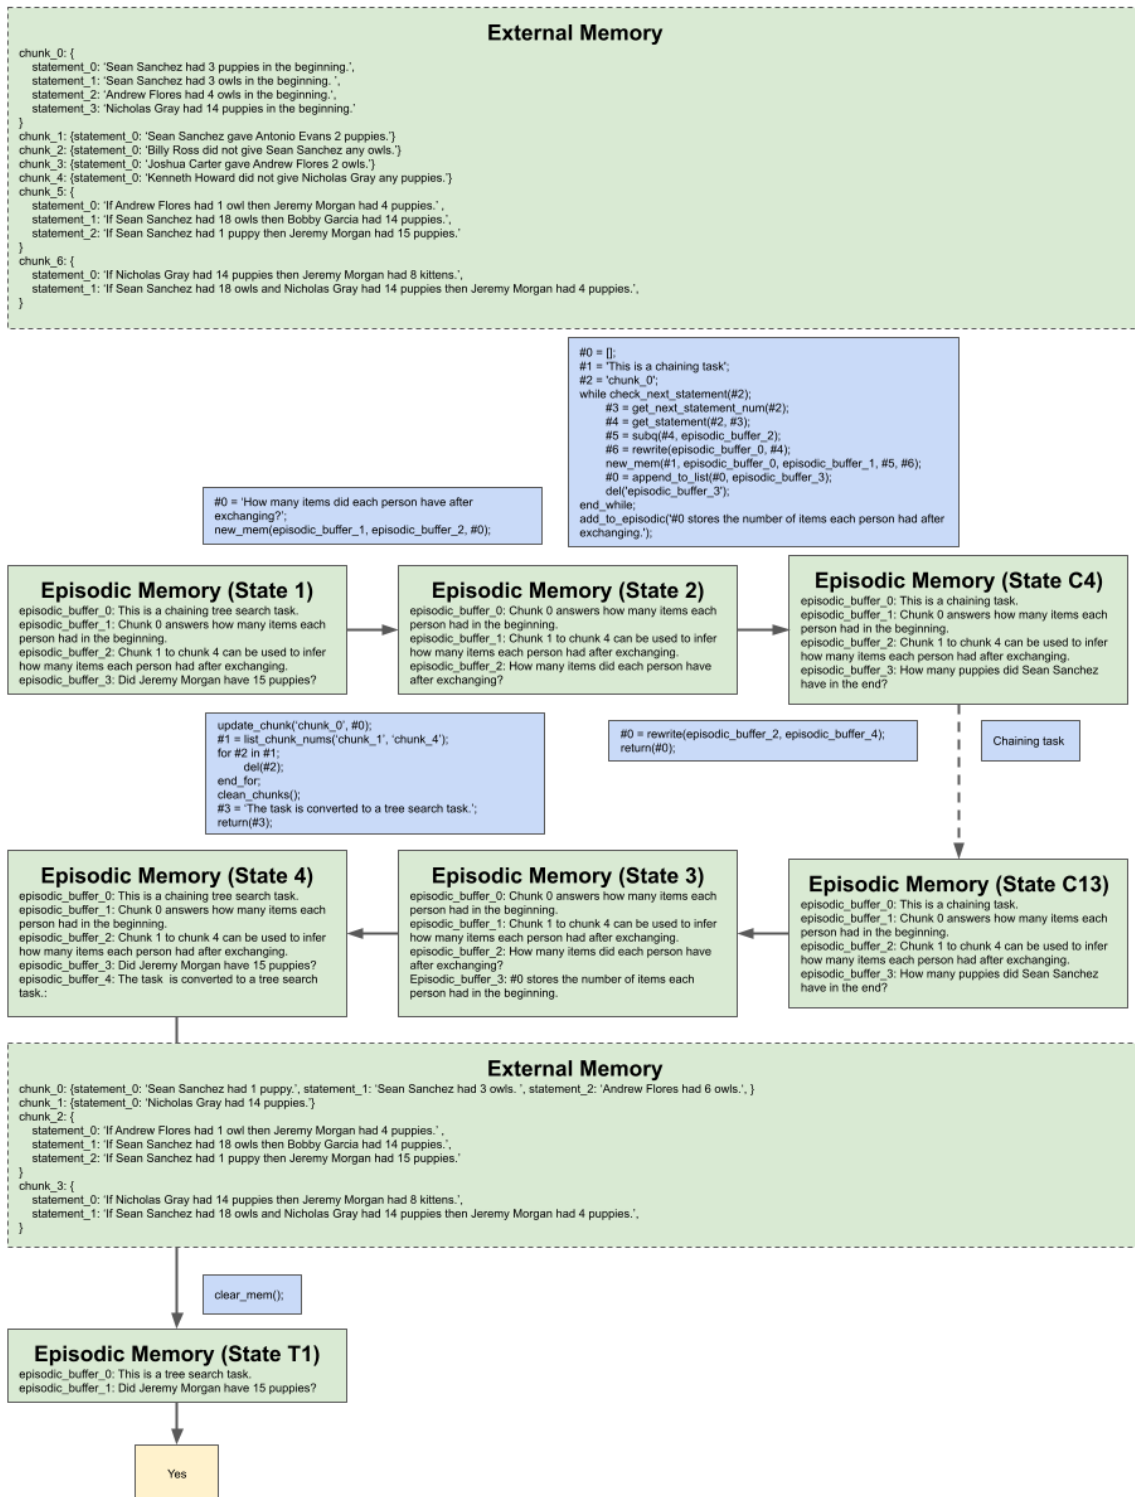 External Memory
chunk_0: {
statement_0: ‘Sean Sanchez had 3 puppies in the beginning.’,
statement_1: ‘Sean Sanchez had 3 owls in the beginning. ’,
statement_2: ‘Andrew Flores had 4 owls in the beginning.’,
statement_3: ‘Nicholas Gray had 14 puppies in the beginning.’
}
chunk_1: {statement_0: ‘Sean Sanchez gave Antonio Evans 2 puppies.’}
chunk_2: {statement_0: ‘Billy Ross did not give Sean Sanchez any owls.’}
chunk_3: {statement_0: ‘Joshua Carter gave Andrew Flores 2 owls.’}
chunk_4: {statement_0: ‘Kenneth Howard did not give Nicholas Gray any puppies.’}
chunk_5: {
statement_0: ‘If Andrew Flores had 1 owl then Jeremy Morgan had 4 puppies.’ ,
statement_1: ‘If Sean Sanchez had 18 owls then Bobby Garcia had 14 puppies.’,
statement_2: ‘If Sean Sanchez had 1 puppy then Jeremy Morgan had 15 puppies.’
}
chunk_6: {
statement_0: ‘If Nicholas Gray had 14 puppies then Jeremy Morgan had 8 kittens.’,
statement_1: ‘If Sean Sanchez had 18 owls and Nicholas Gray had 14 puppies then Jeremy Morgan had 4 puppies.’,
}
#0 = [];
#1 = 'This is a chaining task';
#2 = 'chunk_0';
while check_next_statement(#2);
#3 = get_next_statement_num(#2);
#4 = get_statement(#2, #3);
#5 = subq(#4, episodic_buffer_2);
#6 = rewrite(episodic_buffer_0, #4);
new_mem(#1, episodic_buffer_0, episodic_buffer_1, #5, #6);
#0 = append_to_list(#0, episodic_buffer_3);
del('episodic_buffer_3');
end_while;
add_to_episodic('#0 stores the number of items each person had after
exchanging.');
#0 = ‘How many items did each person have after
exchanging?’;
new_mem(episodic_buffer_1, episodic_buffer_2, #0);
Episodic Memory (State 1)
episodic_buffer_0: This is a chaining tree search task.
episodic_buffer_1: Chunk 0 answers how many items each
person had in the beginning.
episodic_buffer_2: Chunk 1 to chunk 4 can be used to infer
how many items each person had after exchanging.
episodic_buffer_3: Did Jeremy Morgan have 15 puppies?
Episodic Memory (State 2)
episodic_buffer_0: Chunk 0 answers how many items each
person had in the beginning.
episodic_buffer_1: Chunk 1 to chunk 4 can be used to infer
how many items each person had after exchanging.
episodic_buffer_2: How many items did each person have
after exchanging?
Episodic Memory (State C4)
episodic_buffer_0: This is a chaining task.
episodic_buffer_1: Chunk 0 answers how many items each
person had in the beginning.
episodic_buffer_2: Chunk 1 to chunk 4 can be used to infer
how many items each person had after exchanging.
episodic_buffer_3: How many puppies did Sean Sanchez
have in the end?
update_chunk(‘chunk_0’, #0);
#1 = list_chunk_nums(‘chunk_1’, ‘chunk_4’);
for #2 in #1;
del(#2);
end_for;
clean_chunks();
#3 = ‘The task is converted to a tree search task.’;
return(#3);
#0 = rewrite(episodic_buffer_2, episodic_buffer_4);
return(#0);
Chaining task
Episodic Memory (State 4)
episodic_buffer_0: This is a chaining tree search task.
episodic_buffer_1: Chunk 0 answers how many items each
person had in the beginning.
episodic_buffer_2: Chunk 1 to chunk 4 can be used to infer
how many items each person had after exchanging.
episodic_buffer_3: Did Jeremy Morgan have 15 puppies?
episodic_buffer_4: The task is converted to a tree search
task.:
Episodic Memory (State 3)
episodic_buffer_0: Chunk 0 answers how many items each
person had in the beginning.
episodic_buffer_1: Chunk 1 to chunk 4 can be used to infer
how many items each person had after exchanging.
episodic_buffer_2: How many items did each person have
after exchanging?
Episodic_buffer_3: #0 stores the number of items each
person had in the beginning.
Episodic Memory (State C13)
episodic_buffer_0: This is a chaining task.
episodic_buffer_1: Chunk 0 answers how many items each
person had in the beginning.
episodic_buffer_2: Chunk 1 to chunk 4 can be used to infer
how many items each person had after exchanging.
episodic_buffer_3: How many puppies did Sean Sanchez
have in the end?
External Memory
chunk_0: {statement_0: ‘Sean Sanchez had 1 puppy.’, statement_1: ‘Sean Sanchez had 3 owls. ’, statement_2: ‘Andrew Flores had 6 owls.’, }
chunk_1: {statement_0: ‘Nicholas Gray had 14 puppies.’}
chunk_2: {
statement_0: ‘If Andrew Flores had 1 owl then Jeremy Morgan had 4 puppies.’ ,
statement_1: ‘If Sean Sanchez had 18 owls then Bobby Garcia had 14 puppies.’,
statement_2: ‘If Sean Sanchez had 1 puppy then Jeremy Morgan had 15 puppies.’
}
chunk_3: {
statement_0: ‘If Nicholas Gray had 14 puppies then Jeremy Morgan had 8 kittens.’,
statement_1: ‘If Sean Sanchez had 18 owls and Nicholas Gray had 14 puppies then Jeremy Morgan had 4 puppies.’,
}
clear_mem();
Episodic Memory (State T1)
episodic_buffer_0: This is a tree search task.
episodic_buffer_1: Did Jeremy Morgan have 15 puppies?
Yes